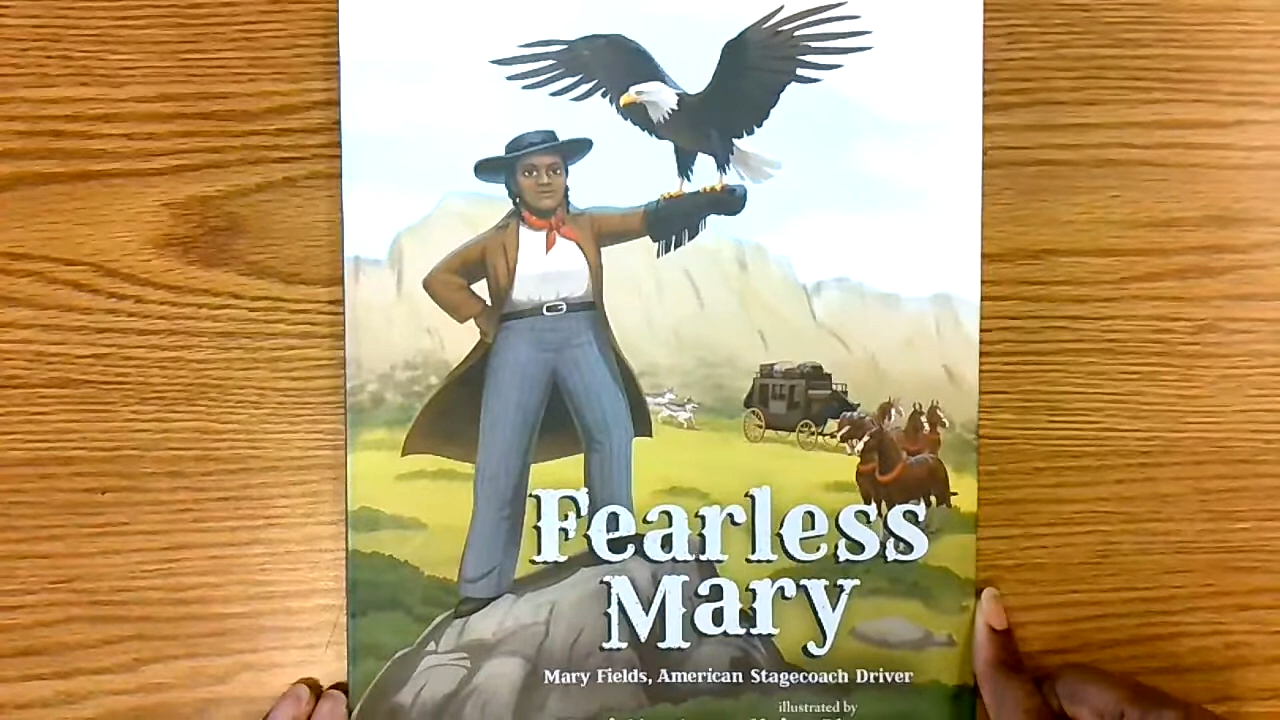 Fearless
Mary
Mary Fields, American Stagecoach Driver
illustrated by